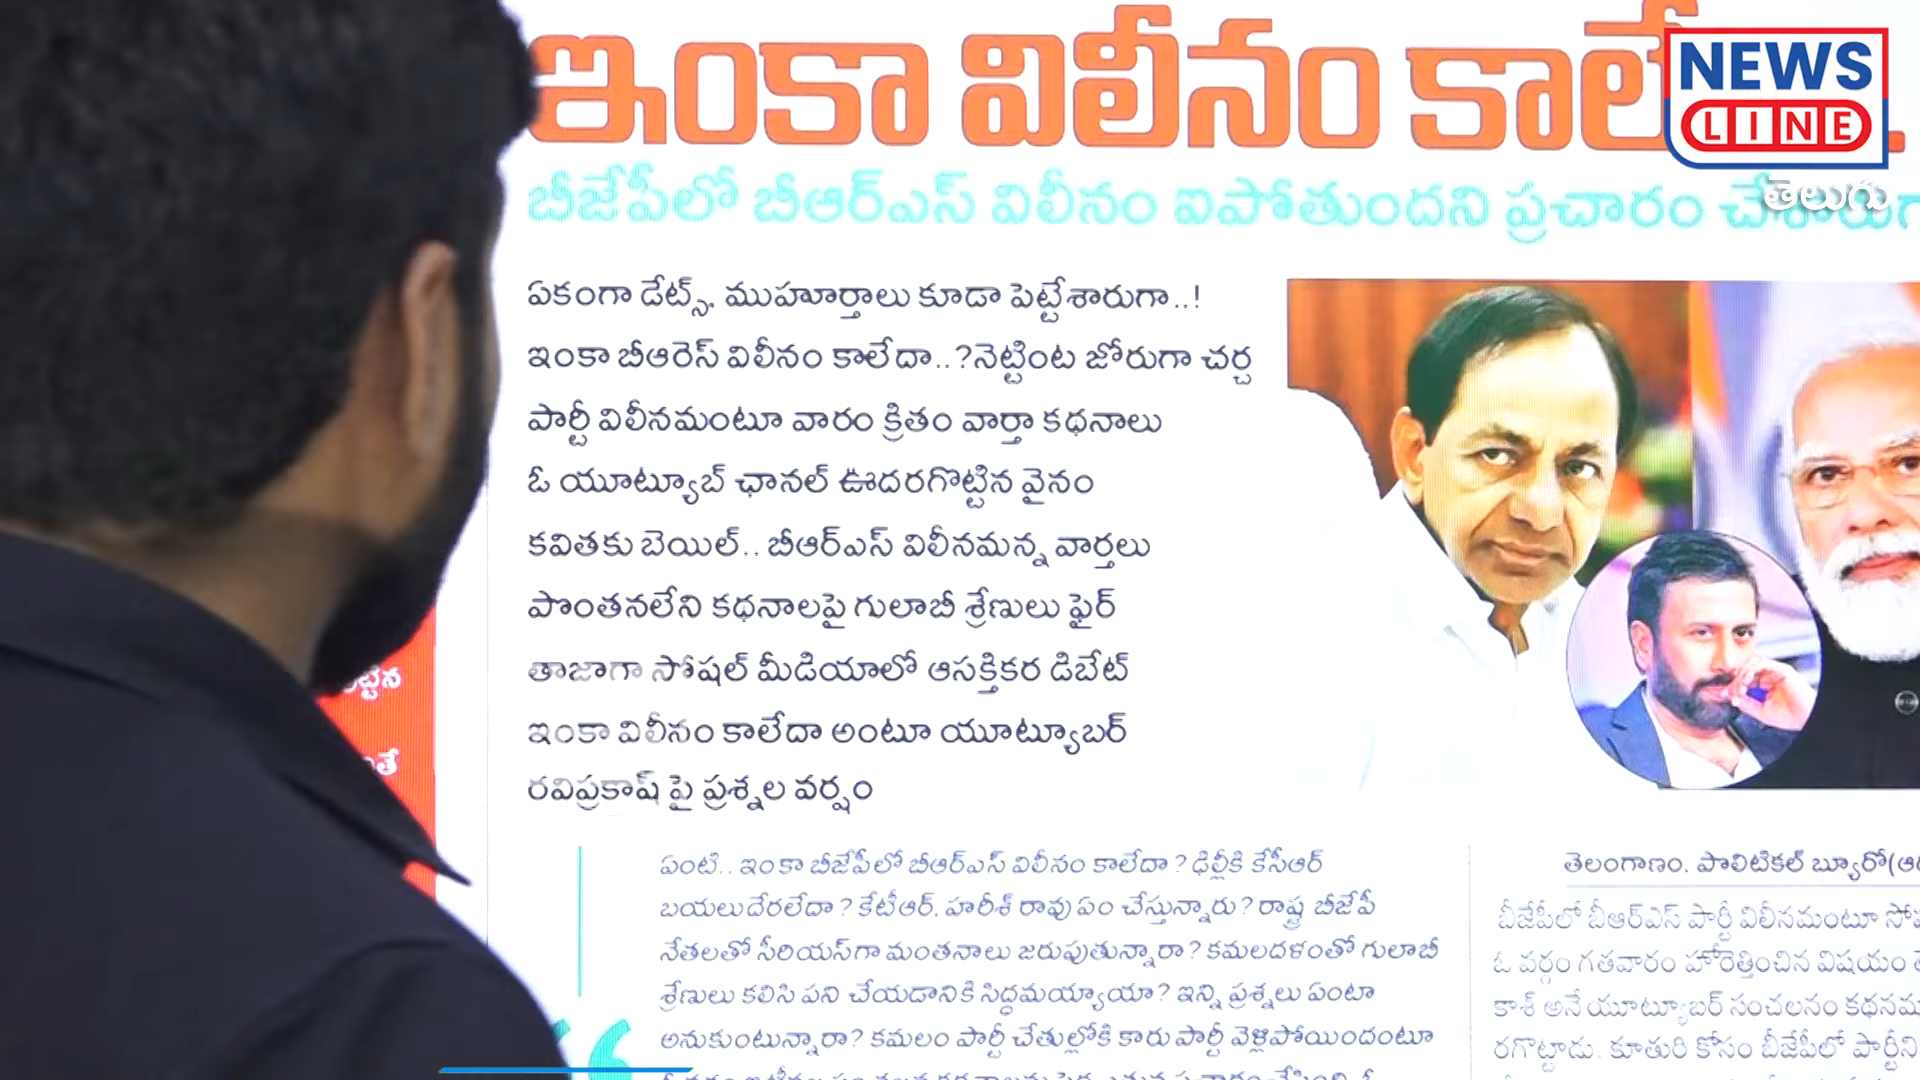 ఇంకా విలీనం
NEWS
LINE
తెలుగు
బీజేపీలో బీఆర్ఎస్ విలీనం ఐపోతుందని ప్రచారం
ఏకంగా డేట్స్, ముహూర్తాలు కూడా పెట్టేశారుగా..!
ఇంకా బీఆరెస్ విలీనం కాలేదా..?నెట్టింట జోరుగా చర్చ
పార్టీ విలీనమంటూ వారం క్రితం వార్తా కథనాలు
ఓ యూట్యూబ్ ఛానల్ ఊదరగొట్టిన వైనం
కవితకు బెయిల్.. బీఆర్ఎస్ విలీనమన్న వార్తలు
పొంతనలేని కథనాలపై గులాబీ శ్రేణులు ఫైర్
తాజాగా సోషల్ మీడియాలో ఆసక్తికర డిబేట్
ఇంకా విలీనం కాలేదా అంటూ యూట్యూబర్
రవిప్రకాష్ పై ప్రశ్నల వర్షం
ఏంటి.. ఇంకా బీజేపీలో బీఆర్ఎస్ విలీనం కాలేదా? ఢిల్లీకి కేసీఆర్
బయలుదేరలేదా? కేటీఆర్, హరీశ్ రావు ఏం చేస్తున్నారు? రాష్ట్ర బీజేపీ
నేతలతో సీరియస్‌గా మంతనాలు జరుపుతున్నారా? కమలదళంతో గులాబీ
శ్రేణులు కలిసి పని చేయడానికి సిద్ధమయ్యాయా? ఇన్ని ప్రశ్నలు ఏంటా
అనుకుంటున్నారా? కమలం పార్టీ చేతుల్లోకి కారు పార్టీ వెళ్లిపోయిందంటూ
తెలంగాణం, పొలిటికల్ బ్యూరో
బీజేపీలో బీఆర్ఎస్ పార్టీ విలీనమంటూ
ఓ వర్గం గతవారం హోరెత్తించిన విషయం
కాశ్ అనే యూట్యూబర్ సంచలనం
రగొట్టాడు. కూతురి కోసం బీజేపీలో